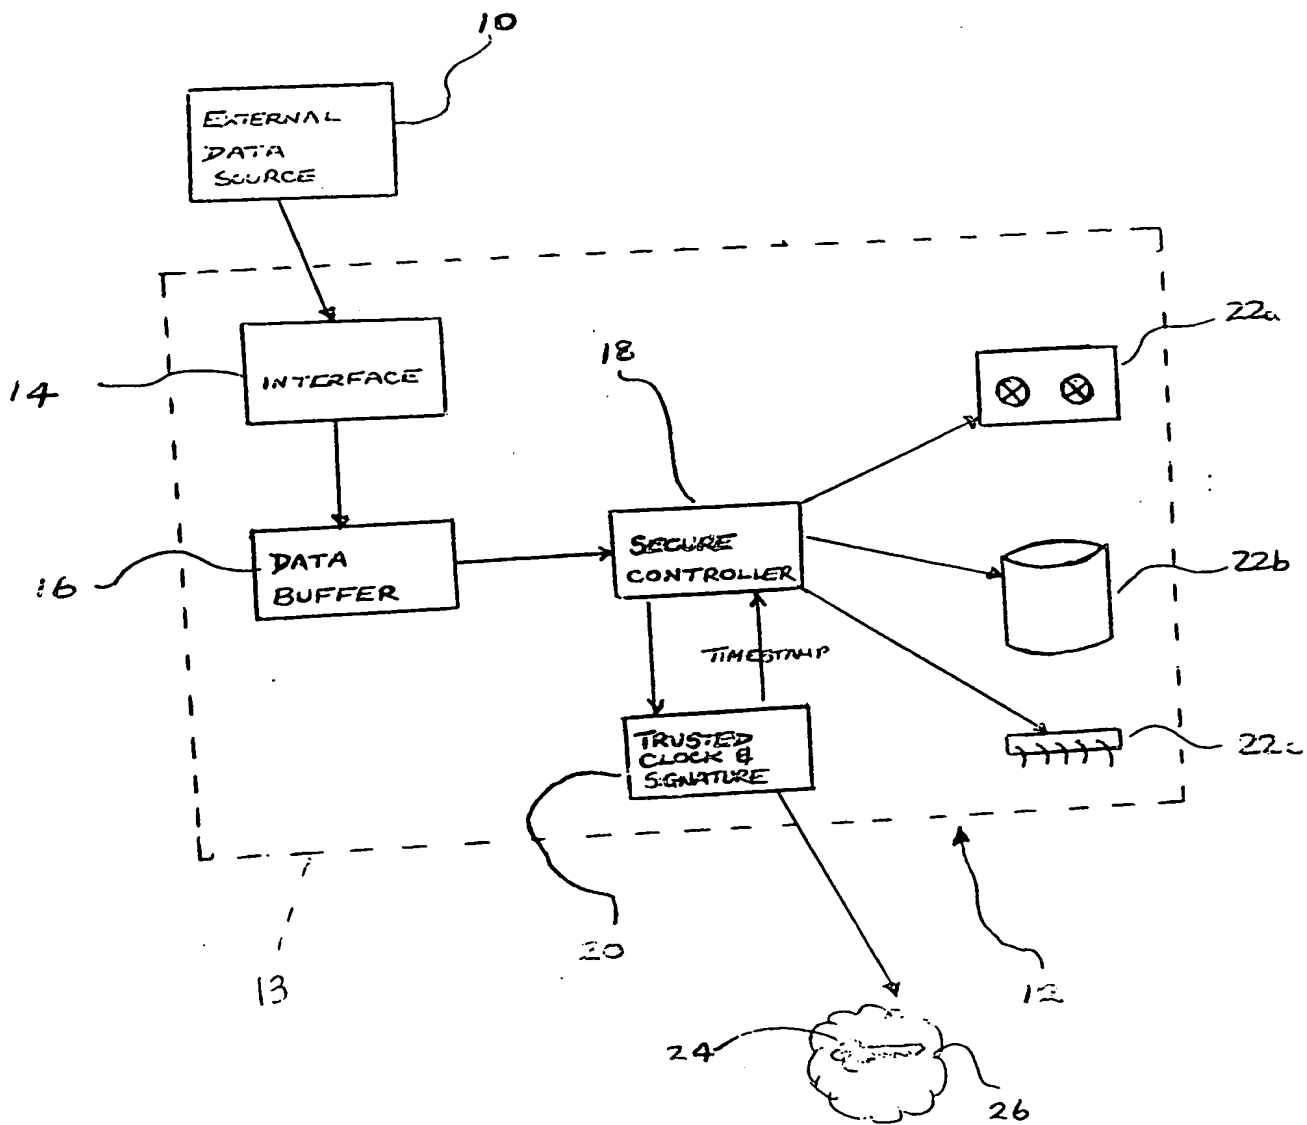 10
EXTERNAL
DATA
SOURCE
22a
18
14
INTERFACE
SECURE
CONTROLLER
22b
16
DATA
BUFFER
TIMESTAMP
TRUSTED
CLOCK &
SIGNATURE
22c
20
13
12
24
26